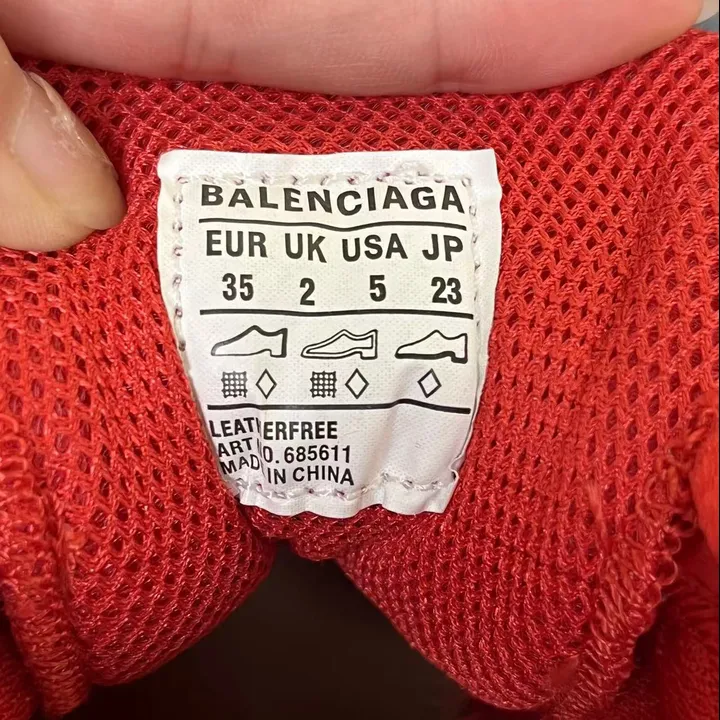 BALENCIAGA
EUR UK USA JP
35 2 5 23
LEATHERFREE
ART NO. 685611
MADE IN CHINA